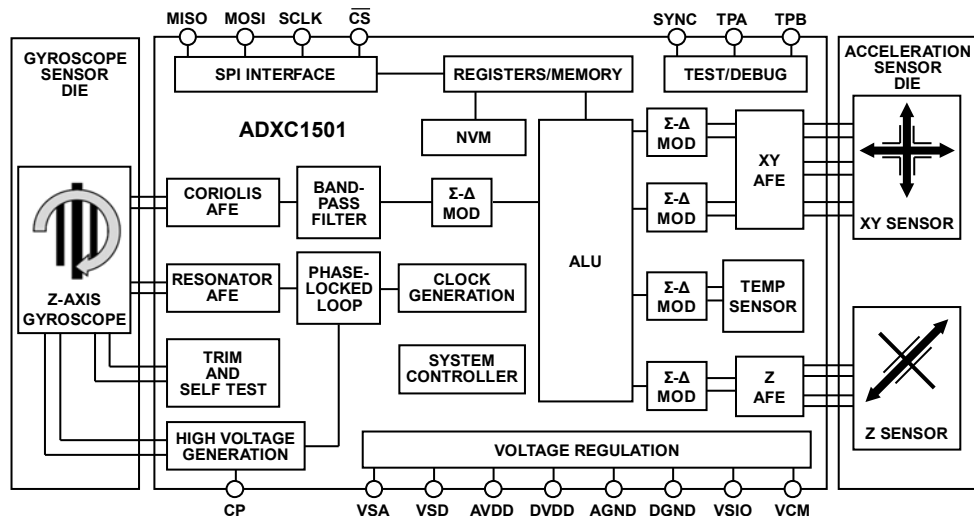 MISO MOSI SCLK CS
SYNC TPA TPB
GYROSCOPE
SENSOR
DIE
SPI INTERFACE
REGISTERS/MEMORY
TEST/DEBUG
ACCELERATION
SENSOR
DIE
ADXC1501
NVM
Σ-Δ
MOD
XY
AFE
XY SENSOR
CORIOLIS
AFE
BAND-
PASS
FILTER
Σ-Δ
MOD
Σ-Δ
MOD
ALU
Z-AXIS
GYROSCOPE
RESONATOR
AFE
PHASE-
LOCKED
LOOP
CLOCK
GENERATION
Σ-Δ
MOD
TEMP
SENSOR
TRIM
AND
SELF TEST
SYSTEM
CONTROLLER
Σ-Δ
MOD
Z
AFE
Z SENSOR
HIGH VOLTAGE
GENERATION
VOLTAGE REGULATION
CP VSA VSD AVDD DVDD AGND DGND VSIO VCM